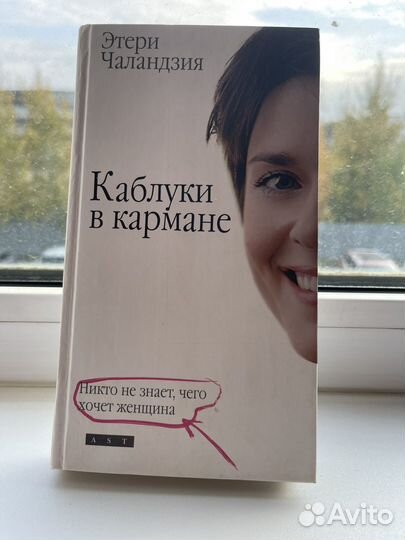 Этери
Чаландзия
Каблуки
в кармане
Никто не знает, чего
хочет женщина
AST
Avito